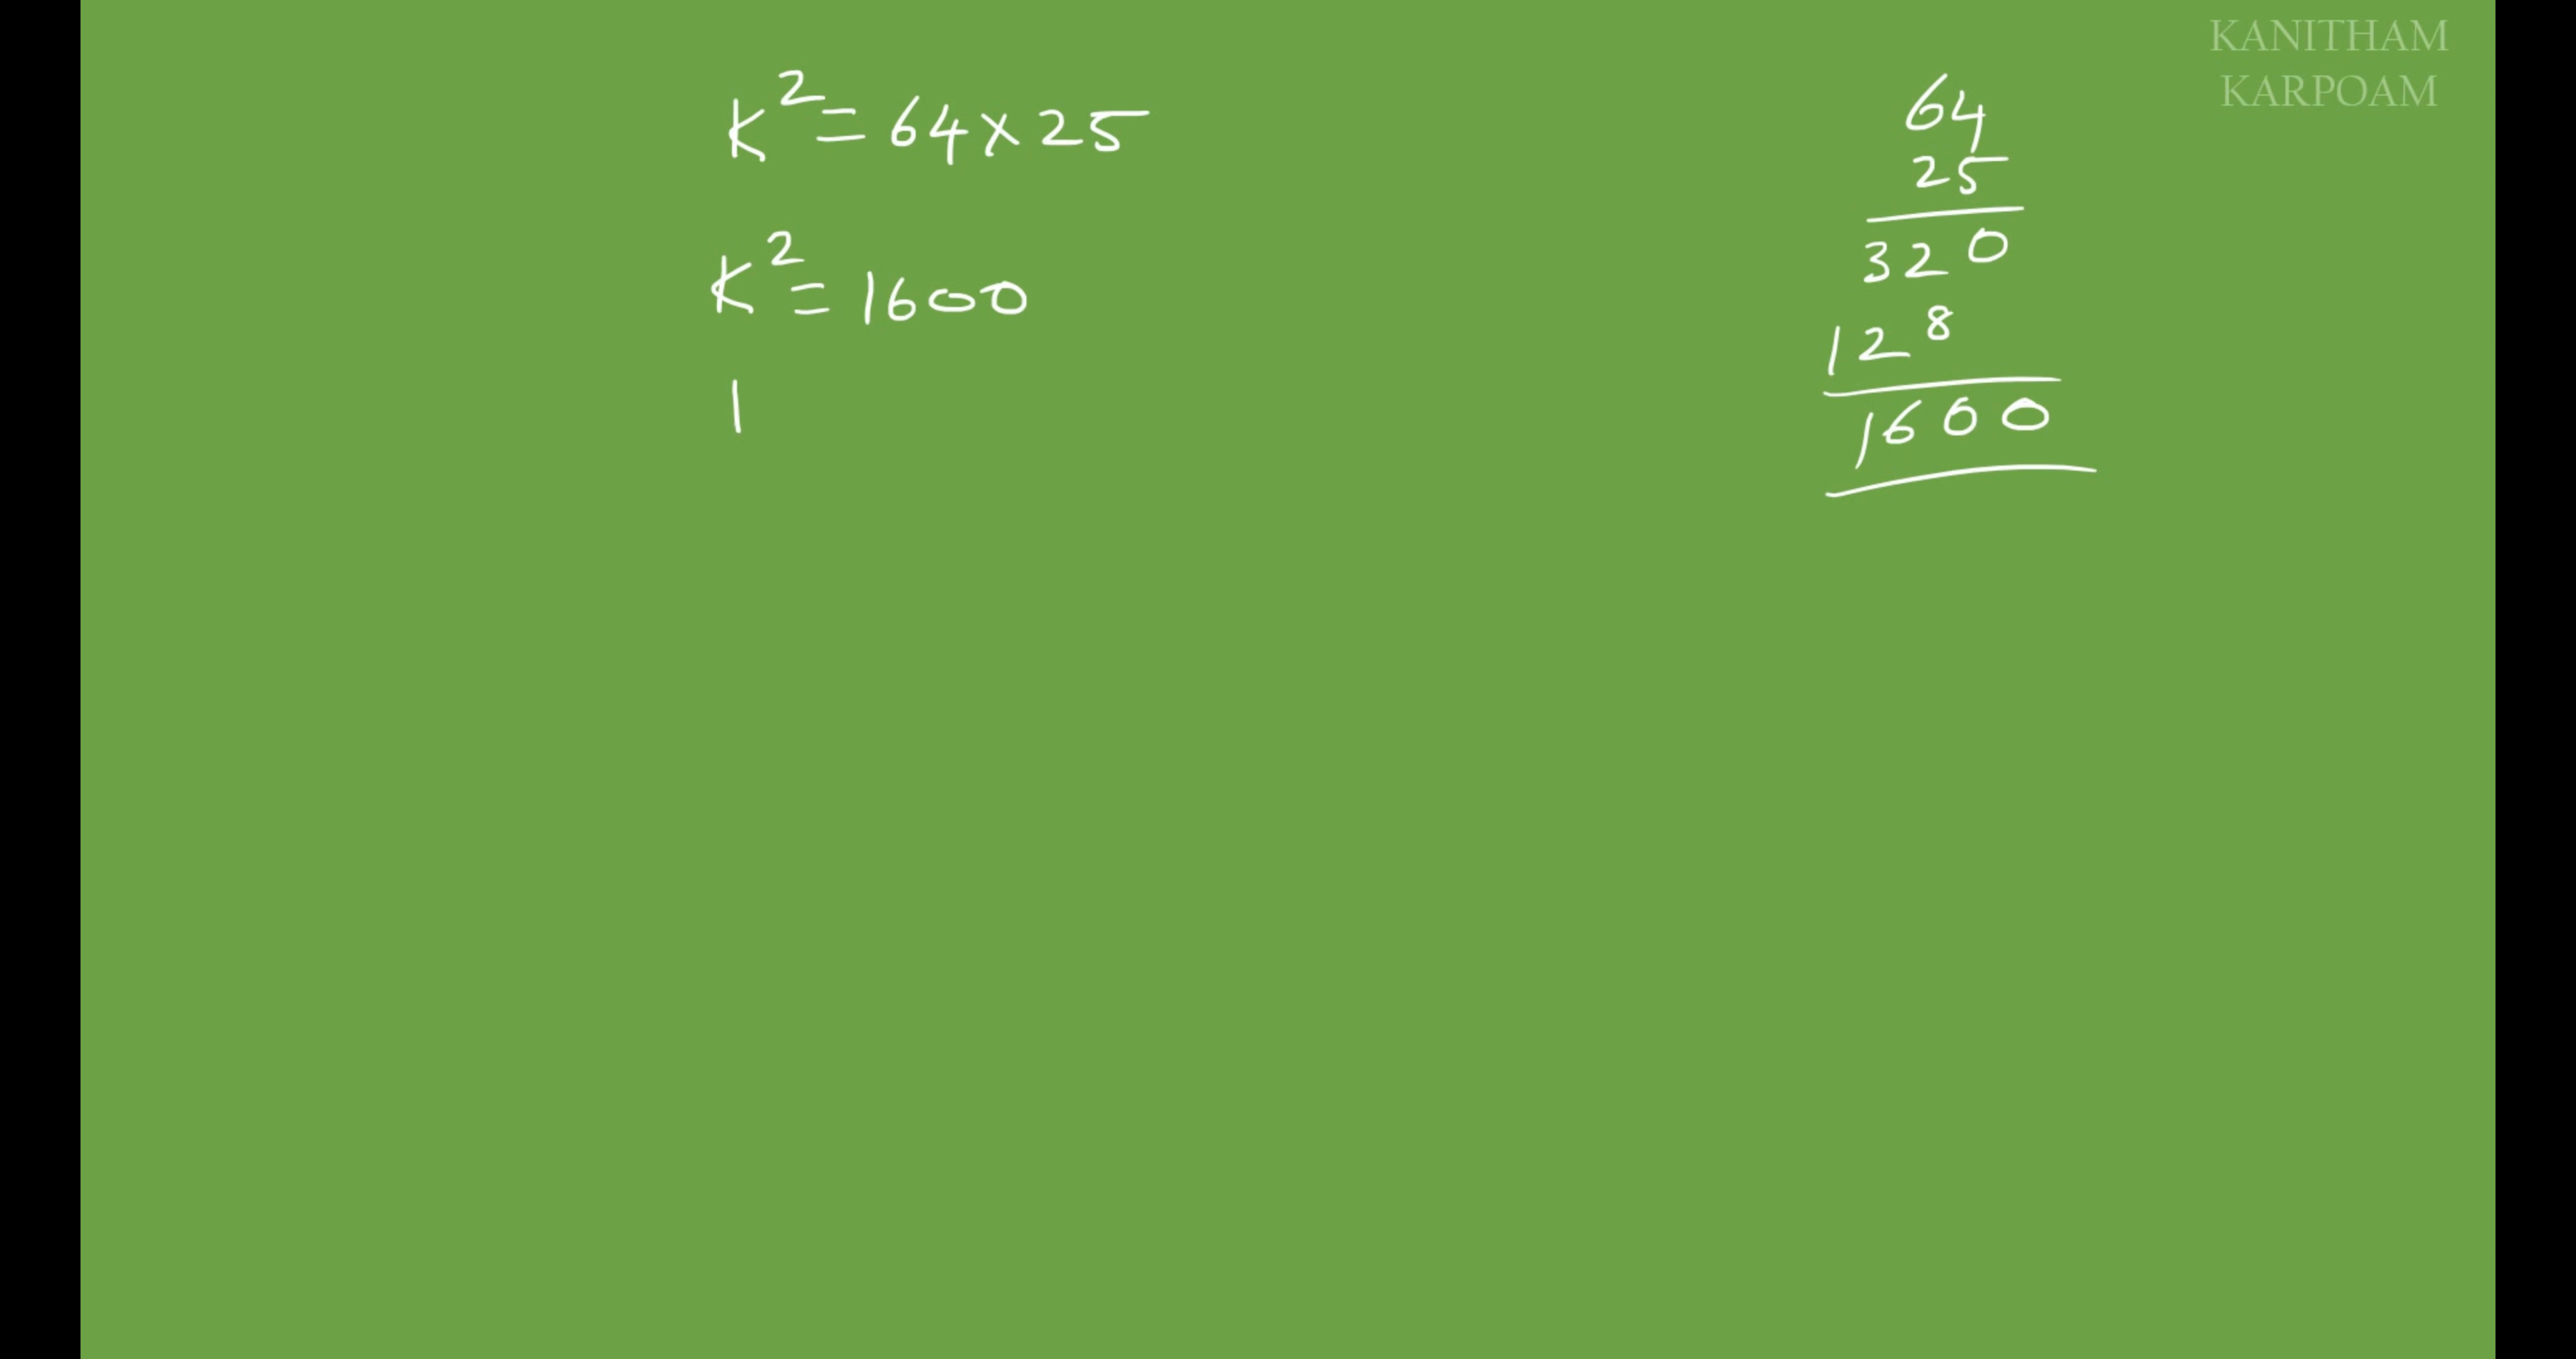 K² = 64 × 25
K² = 1600
1
64
25
320
128
1600
KANITHAM
KARPOAM